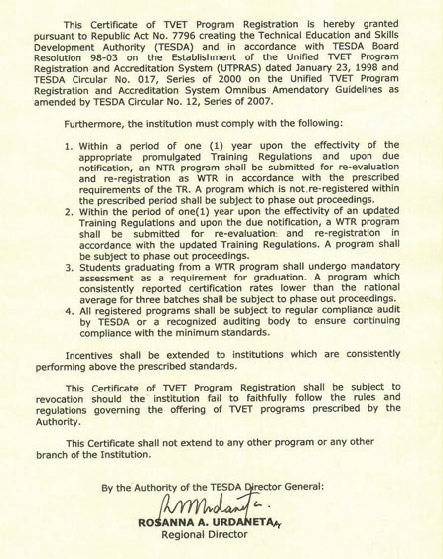 This Certificate of TVET Program Registration is hereby granted
pursuant to Republic Act No. 7796 creating the Technical Education and Skills
Development Authority (TESDA) and in accordance with TESDA Board
Resolution 98-03 on the Establishment of the Unified TVET Program
Registration and Accreditation System (UTPRAS) dated January 23, 1998 and
TESDA Circular No. 017, Series of 2000 on the Unified TVET Program
Registration and Accreditation System Omnibus Amendatory Guidelines as
amended by TESDA Circular No. 12, Series of 2007.
Furthermore, the institution must comply with the following:
1. Within a period of one (1) year upon the effectivity of the
appropriate promulgated Training Regulations and upon due
notification, an NTR program shall be submitted for re-evaluation
and re-registration as WTR in accordance with the prescribed
requirements of the TR. A program which is not re-registered within
the prescribed period shall be subject to phase out proceedings.
2. Within the period of one(1) year upon the effectivity of an updated
Training Regulations and upon the due notification, a WTR program
shall be submitted for re-evaluation and re-registration in
accordance with the updated Training Regulations. A program shall
be subject to phase out proceedings.
3. Students graduating from a WTR program shall undergo mandatory
assessment as a requirement for graduation. A program which
consistently reported certification rates lower than the national
average for three batches shall be subject to phase out proceedings.
4. All registered programs shall be subject to regular compliance audit
by TESDA or a recognized auditing body to ensure continuing
compliance with the minimum standards.
Incentives shall be extended to institutions which are consistently
performing above the prescribed standards.
This Certificate of TVET Program Registration shall be subject to
revocation should the institution fail to faithfully follow the rules and
regulations governing the offering of TVET programs prescribed by the
Authority.
This Certificate shall not extend to any other program or any other
branch of the Institution.
By the Authority of the TESDA Director General:
ROSANNA A. URDANETA
Regional Director